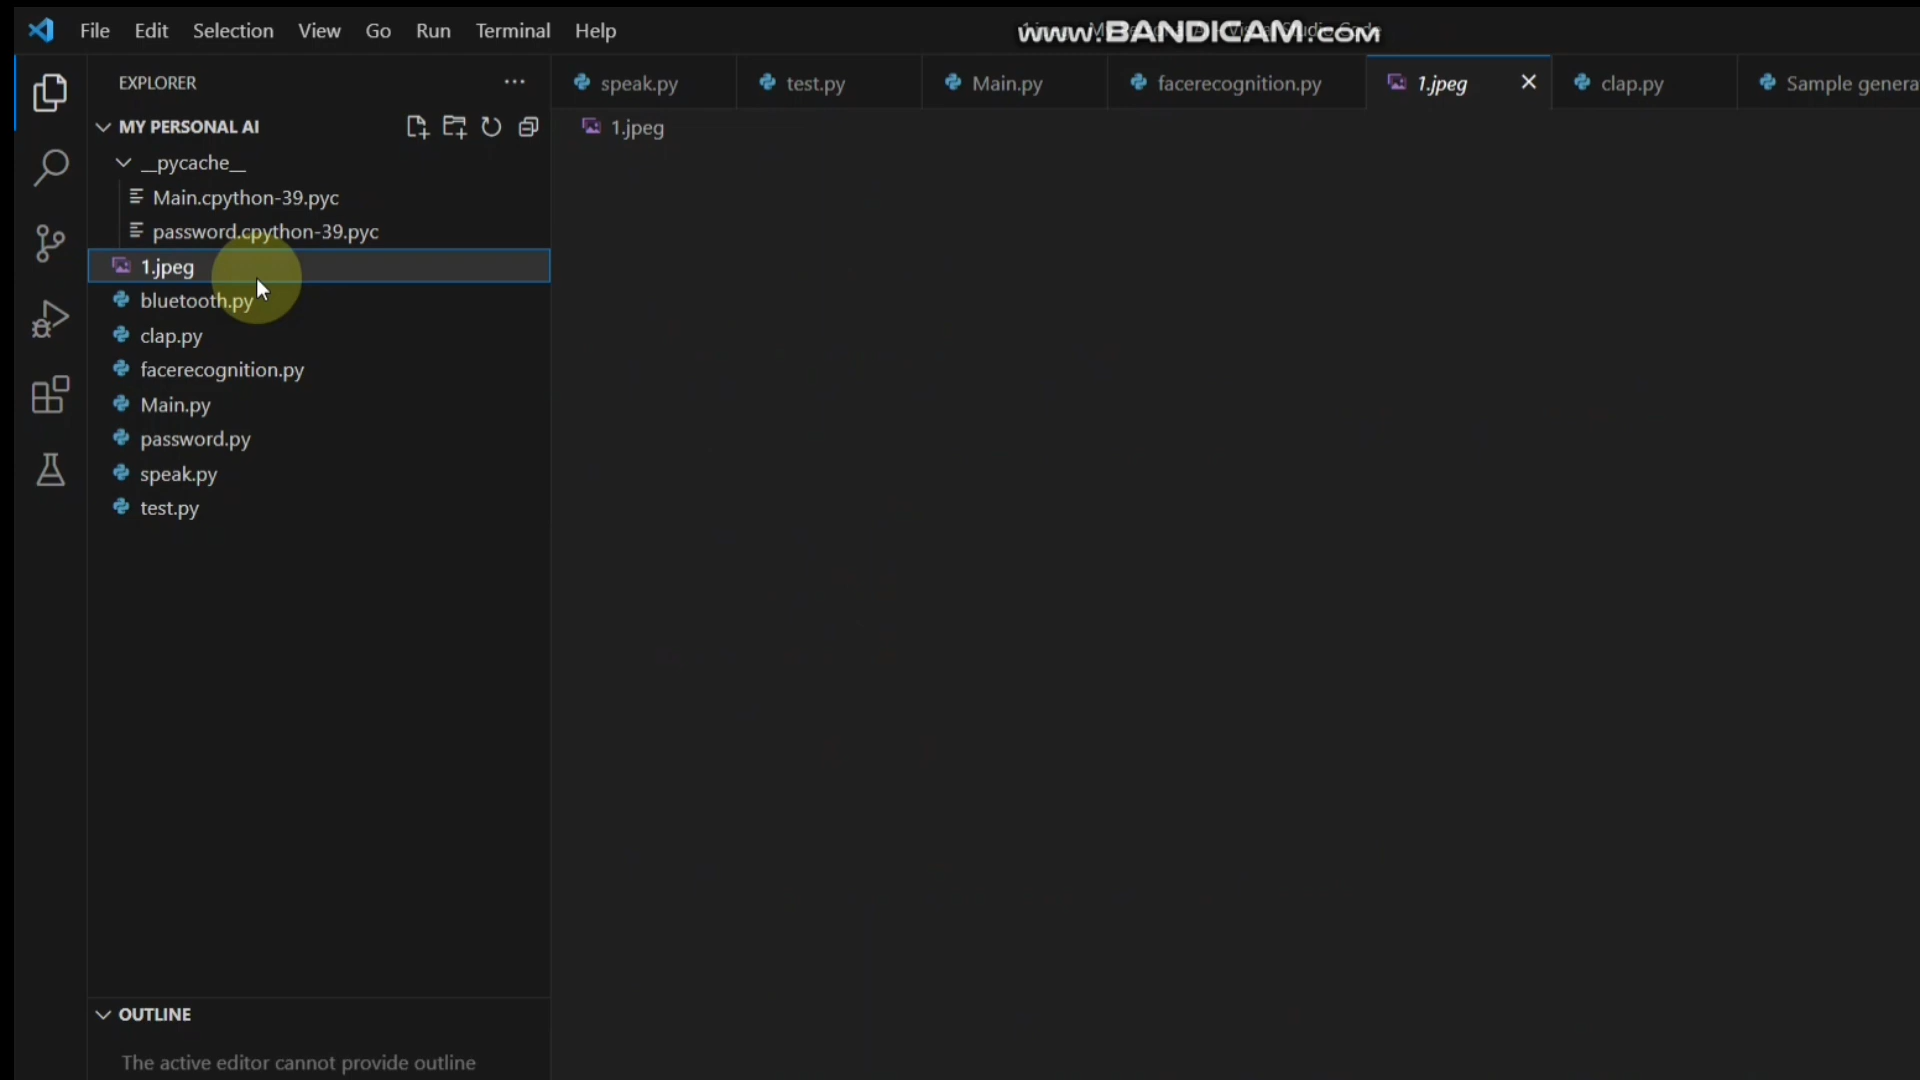 File Edit Selection View Go Run Terminal Help
www.BANDICAM.com
EXPLORER
speak.py test.py Main.py facerecognition.py 1.jpeg clap.py Sample genera
MY PERSONAL AI
1.jpeg
__pycache__
Main.cpython-39.pyc
password.cpython-39.pyc
1.jpeg
bluetooth.py
clap.py
facerecognition.py
Main.py
password.py
speak.py
test.py
OUTLINE
The active editor cannot provide outline